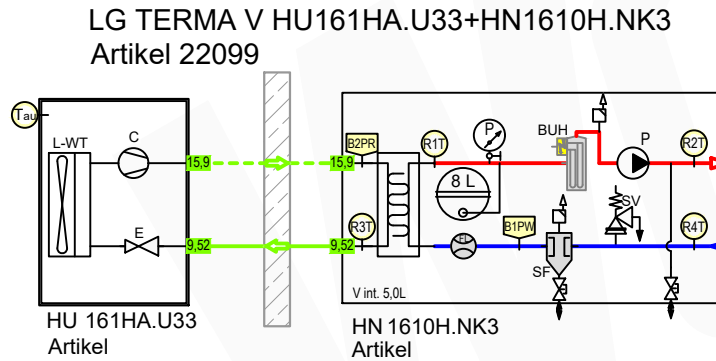 LG TERMA V HU161HA.U33+HN1610H.NK3
Artikel 22099
Tau
L-WT
C
15,9
E
9,52
15,9
B2PR
R1T
P
BUH
P
R2T
8 L
9,52
R3T
B1PW
SV
R4T
SF
V int. 5,0L
HU 161HA.U33
Artikel
HN 1610H.NK3
Artikel